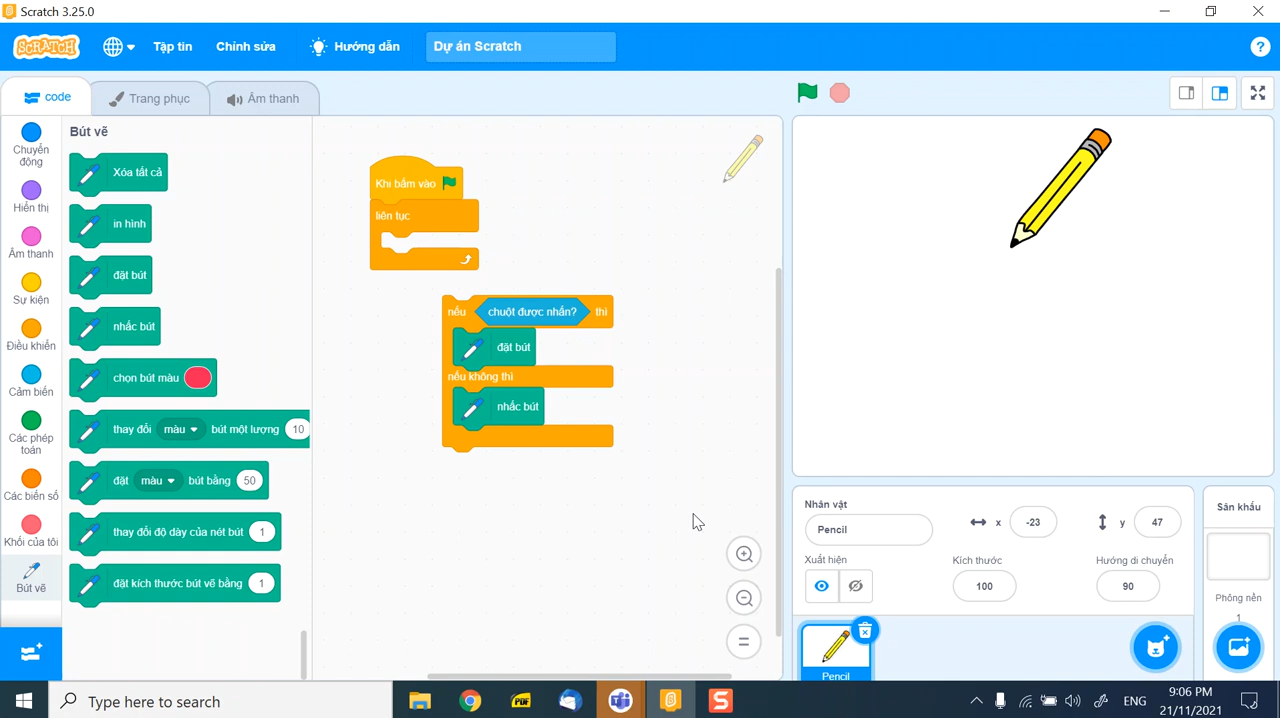 Scratch 3.25.0
SCRATCH
Tập tin
Chỉnh sửa
Hướng dẫn
Dự án Scratch
?
code
Trang phục
Âm thanh
Chuyển động
Hiển thị
Âm thanh
Sự kiện
Điều khiển
Cảm biến
Các phép toán
Các biến số
Khối của tôi
Bút vẽ
Bút vẽ
Xóa tất cả
in hình
đặt bút
nhấc bút
chọn bút màu
thay đổi màu bút một lượng 10
đặt màu bút bằng 50
thay đổi độ dày của nét bút 1
đặt kích thước bút vẽ bằng 1
Khi bấm vào
liên tục
nếu chuột được nhấn? thì
đặt bút
nếu không thì
nhấc bút
Nhân vật
Pencil
x -23
y 47
Xuất hiện
Kích thước
100
Hướng di chuyển
90
Pencil
Sân khấu
Phông nền
1
Type here to search
PDF
S
ENG
9:06 PM
21/11/2021